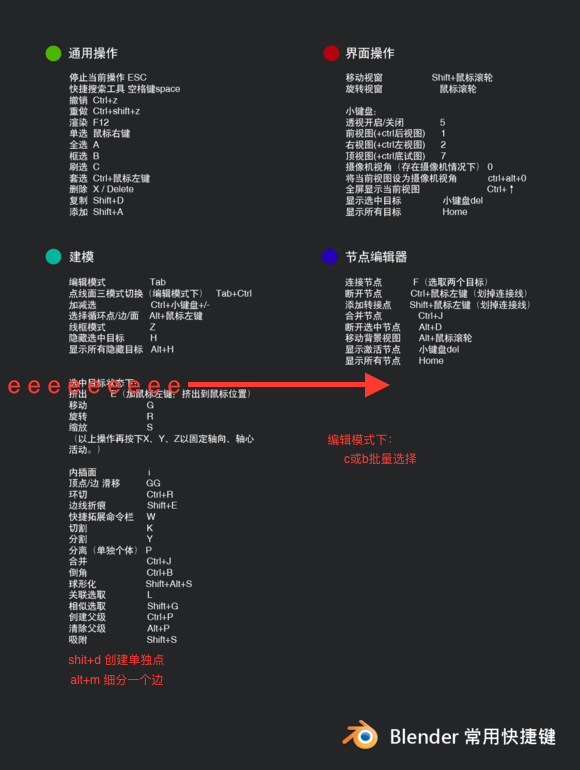 通用操作
停止当前操作 ESC
快捷搜索工具 空格键space
撤销 Ctrl+z
重做 Ctrl+shift+z
渲染 F12
单选 鼠标右键
全选 A
框选 B
刷选 C
套选 Ctrl+鼠标左键
删除 X / Delete
复制 Shift+D
添加 Shift+A
界面操作
移动视窗 Shift+鼠标滚轮
旋转视窗 鼠标滚轮
小键盘:
透视开启/关闭 5
前视图(+ctrl后视图) 1
右视图(+ctrl左视图) 2
顶视图(+ctrl底试图) 7
摄像机视角（存在摄像机情况下）0
将当前视图设为摄像机视角 ctrl+alt+0
全屏显示当前视图 Ctrl+↑
显示选中目标 小键盘del
显示所有目标 Home
建模
编辑模式 Tab
点线面三模式切换（编辑模式下） Tab+Ctrl
加减选 Ctrl+小键盘+/-
选择循环点/边/面 Alt+鼠标左键
线框模式 Z
隐藏选中目标 H
显示所有隐藏目标 Alt+H
选中目标状态下:
e e e e e e e e e
挤出 E（加鼠标左键：挤出到鼠标位置）
移动 G
旋转 R
缩放 S
（以上操作再按下X、Y、Z以固定轴向、轴心
活动。）
内插面 i
顶点/边 滑移 GG
环切 Ctrl+R
边线折痕 Shift+E
快捷拓展命令栏 W
切割 K
分割 Y
分离（单独个体） P
合并 Ctrl+J
倒角 Ctrl+B
球形化 Shift+Alt+S
关联选取 L
相似选取 Shift+G
创建父级 Ctrl+P
清除父级 Alt+P
吸附 Shift+S
shit+d 创建单独点
alt+m 细分一个边
节点编辑器
连接节点 F（选取两个目标）
断开节点 Ctrl+鼠标左键（划掉连接线）
添加转接点 Shift+鼠标左键（划掉连接线）
合并节点 Ctrl+J
断开选中节点 Alt+D
移动背景视图 Alt+鼠标滚轮
显示激活节点 小键盘del
显示所有节点 Home
编辑模式下:
c或b批量选择
Blender 常用快捷键